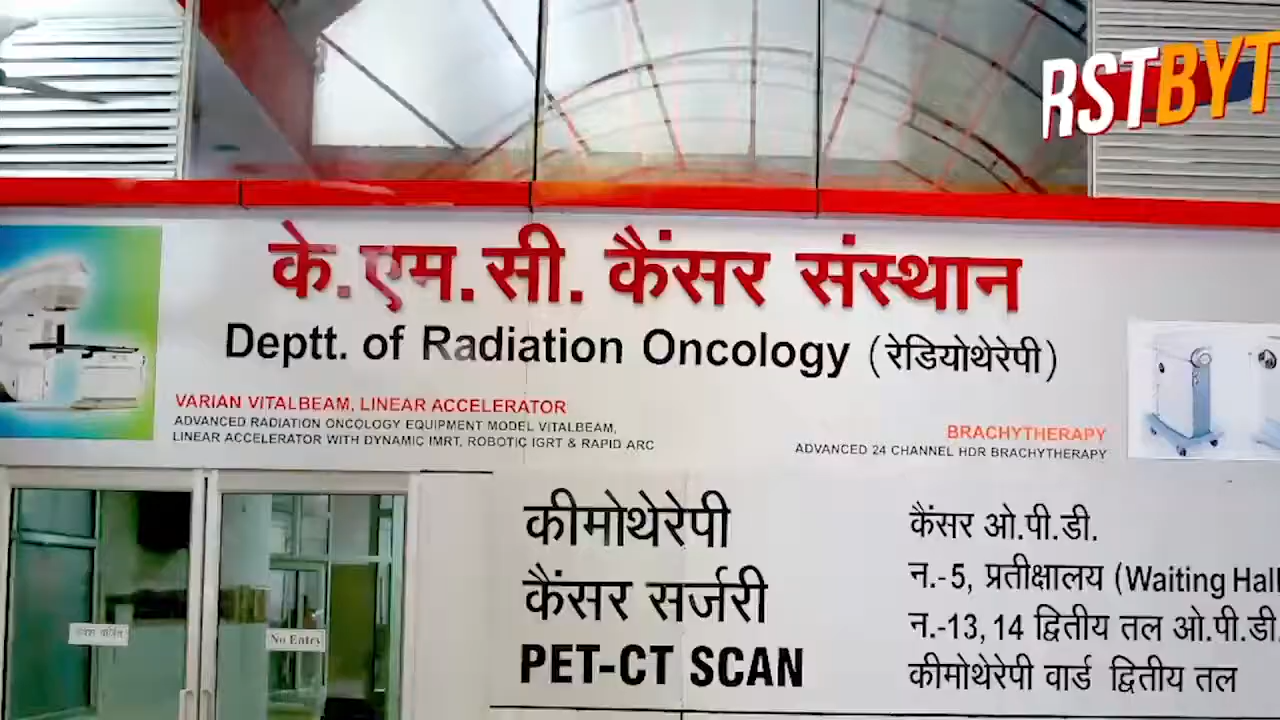 RSTBYT
के.एम.सी. कैंसर संस्थान
Deptt. of Radiation Oncology (रेडियोथेरेपी)
VARIAN VITALBEAM, LINEAR ACCELERATOR
ADVANCED RADIATION ONCOLOGY EQUIPMENT MODEL VITALBEAM,
LINEAR ACCELERATOR WITH DYNAMIC IMRT, ROBOTIC IGRT & RAPID ARC
BRACHYTHERAPY
ADVANCED 24 CHANNEL HDR BRACHYTHERAPY
कीमोथेरेपी
कैंसर सर्जरी
PET-CT SCAN
कैंसर ओ.पी.डी.
न.-5, प्रतीक्षालय (Waiting Hall
न.-13, 14 द्वितीय तल ओ.पी.डी.
कीमोथेरेपी वार्ड द्वितीय तल
No Entry